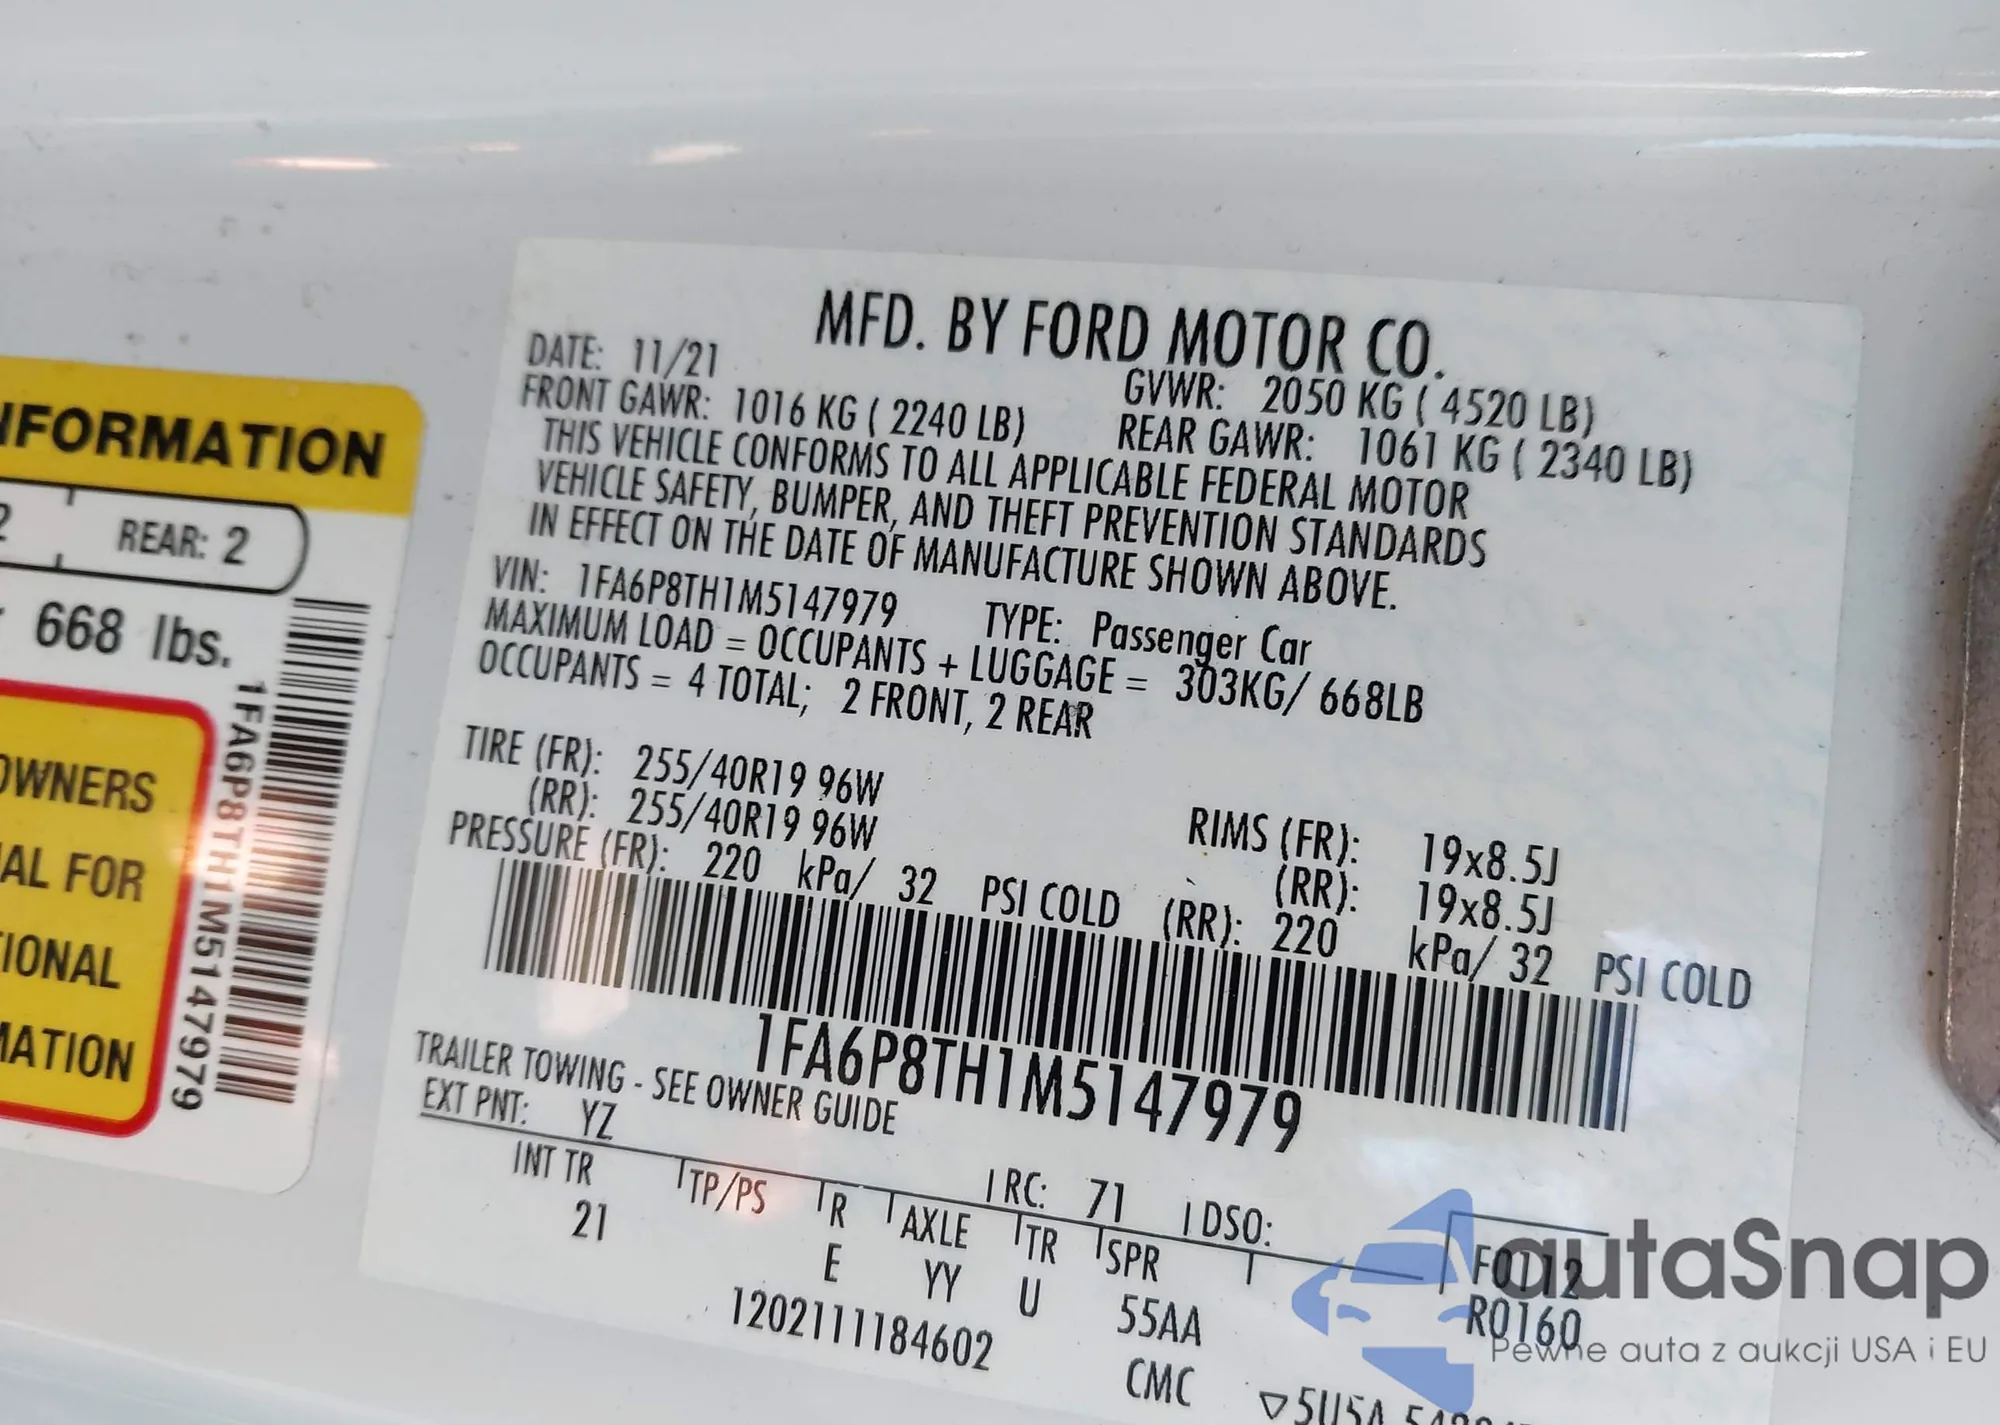 MFD. BY FORD MOTOR CO.
DATE: 11/21
GVWR: 2050 KG ( 4520 LB)
FRONT GAWR: 1016 KG ( 2240 LB)
REAR GAWR: 1061 KG ( 2340 LB)
THIS VEHICLE CONFORMS TO ALL APPLICABLE FEDERAL MOTOR
VEHICLE SAFETY, BUMPER, AND THEFT PREVENTION STANDARDS
IN EFFECT ON THE DATE OF MANUFACTURE SHOWN ABOVE.
VIN: 1FA6P8TH1M5147979
TYPE: Passenger Car
MAXIMUM LOAD = OCCUPANTS + LUGGAGE = 303KG/ 668LB
OCCUPANTS = 4 TOTAL; 2 FRONT, 2 REAR
TIRE (FR): 255/40R19 96W
(RR): 255/40R19 96W
RIMS (FR): 19x8.5J
(RR): 19x8.5J
PRESSURE (FR): 220 kPa/ 32 PSI COLD (RR): 220 kPa/ 32 PSI COLD
1FA6P8TH1M5147979
TRAILER TOWING - SEE OWNER GUIDE
EXT PNT: YZ
RC: 71 DSO:
INT TR TP/PS R AXLE TR SPR
21 E YY U 55AA
F0112
R0160
1202111184602
CMC
NFORMATION
REAR: 2
668 lbs.
OWNERS
AL FOR
IONAL
MATION
1FA6P8TH1M5147979
autaSnap
Pewne auta z aukcji USA i EU